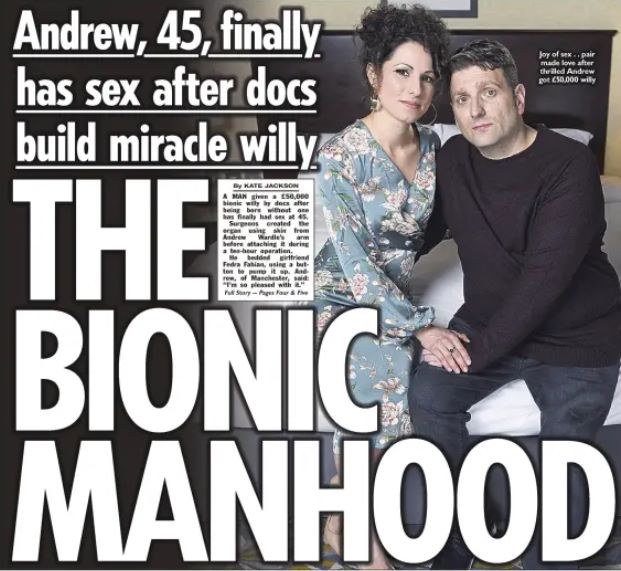 Andrew, 45, finally
has sex after docs
build miracle willy
Joy of sex . . pair
made love after
thrilled Andrew
got £50,000 willy
By KATE JACKSON
A MAN given a £50,000
bionic willy by docs after
being born without one
has finally had sex at 45.
Surgeons created the
organ using skin from
Andrew Wardle's arm
before attaching it during
a ten-hour operation.
He bedded girlfriend
Fedra Fabian, using a but-
ton to pump it up. And-
rew, of Manchester, said:
"I'm so pleased with it."
Full Story — Pages Four & Five
THE
BIONIC
MANHOOD